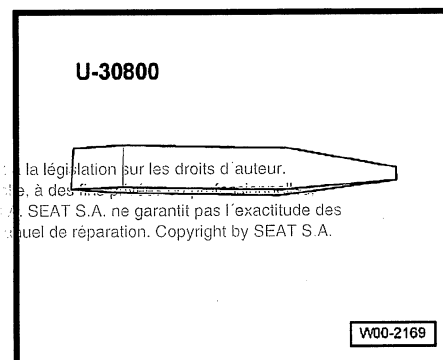 U-30800
à la législation sur les droits d'auteur.
à des
SEAT S.A. ne garantit pas l'exactitude des
de réparation. Copyright by SEAT S.A.
W00-2169